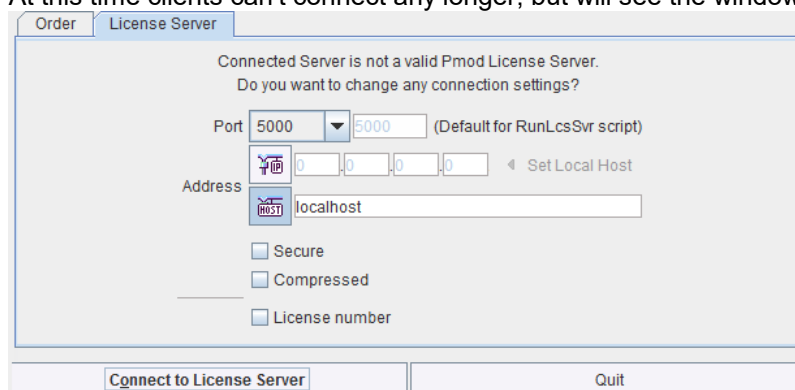 At this time clients can't connect any longer, but will see the window
Order License Server
Connected Server is not a valid Pmod License Server.
Do you want to change any connection settings?
Port 5000 5000 (Default for RunLcsSvr script)
IP 0 .0 .0 .0 Set Local Host
Address
HOST localhost
Secure
Compressed
License number
Connect to License Server Quit